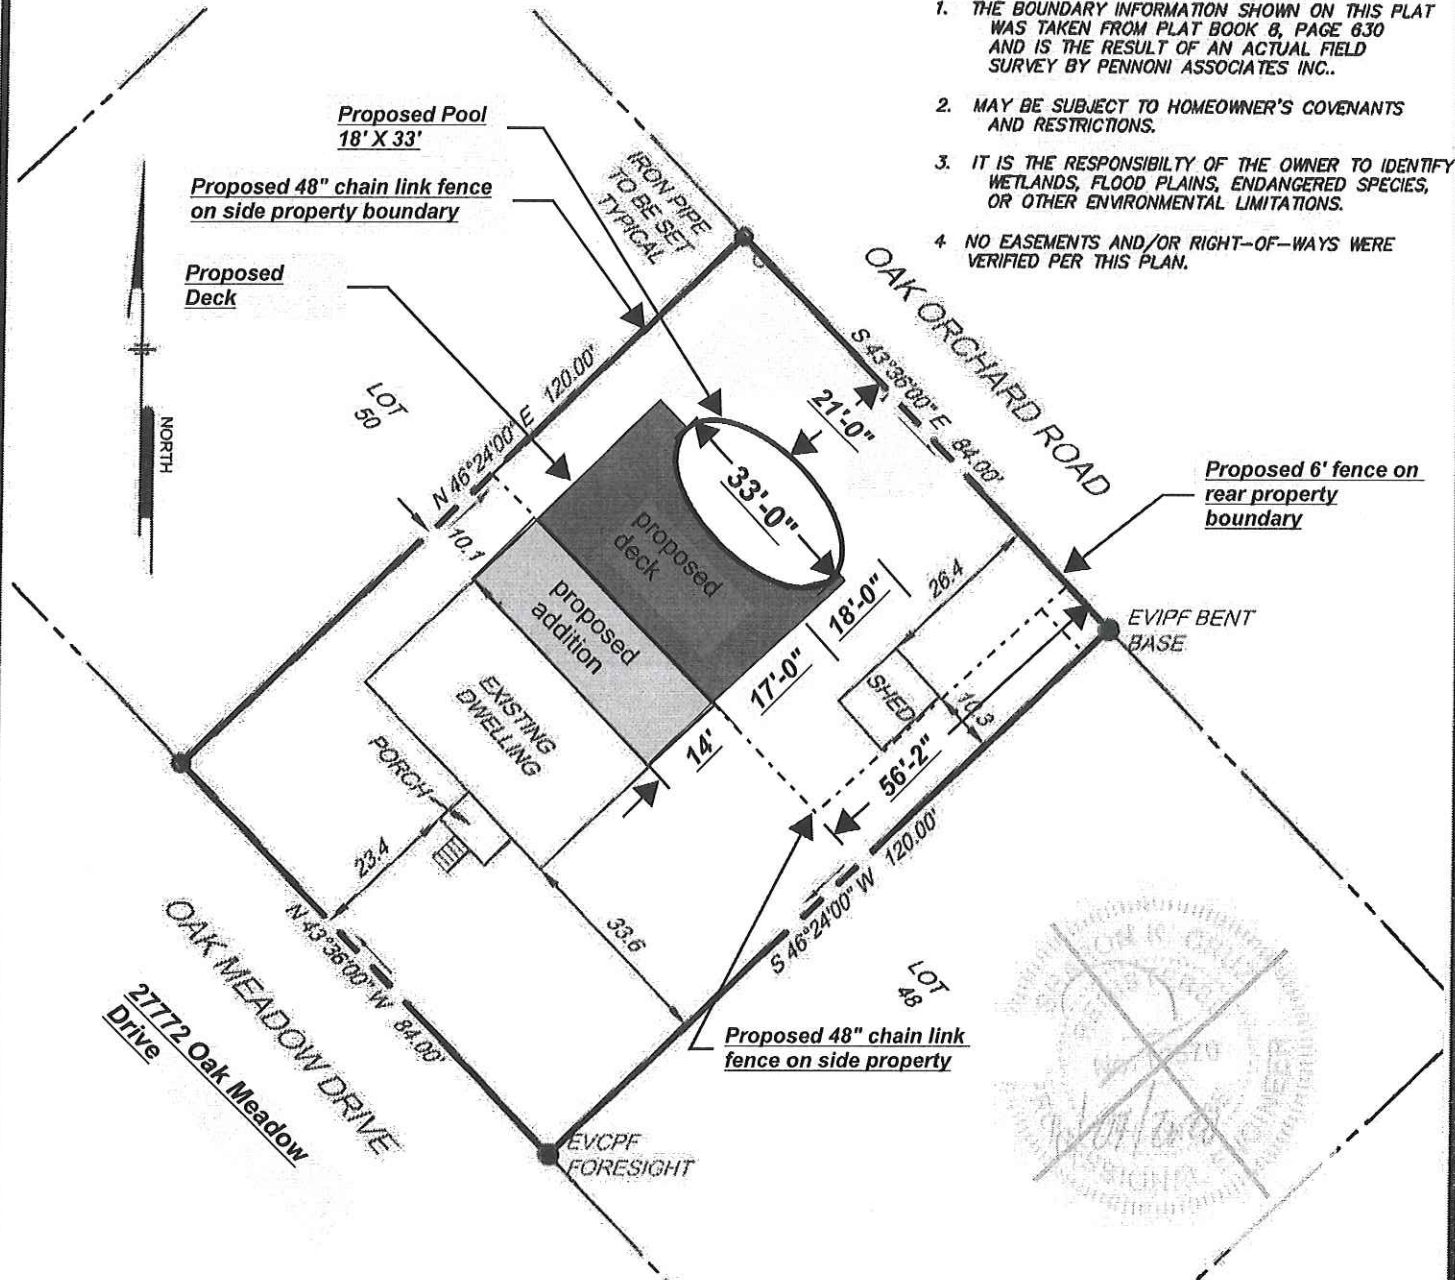 1. THE BOUNDARY INFORMATION SHOWN ON THIS PLAT
WAS TAKEN FROM PLAT BOOK 8, PAGE 630
AND IS THE RESULT OF AN ACTUAL FIELD
SURVEY BY PENNONI ASSOCIATES INC..
2. MAY BE SUBJECT TO HOMEOWNER'S COVENANTS
AND RESTRICTIONS.
3. IT IS THE RESPONSIBILTY OF THE OWNER TO IDENTIFY
WETLANDS, FLOOD PLAINS, ENDANGERED SPECIES,
OR OTHER ENVIRONMENTAL LIMITATIONS.
4 NO EASEMENTS AND/OR RIGHT-OF-WAYS WERE
VERIFIED PER THIS PLAN.
Proposed Pool
18' X 33'
Proposed 48" chain link fence
on side property boundary
Proposed
Deck
IRON PIPE
TO BE SET
TYPICAL
NORTH
LOT
50
N 46°24'00" E 120.00'
10.1
OAK ORCHARD ROAD
S 43°36'00" E 84.00'
21'-0"
33'-0"
proposed
deck
proposed
addition
EXISTING
DWELLING
PORCH
Proposed 6' fence on
rear property
boundary
26.4
EVIPF BENT
BASE
18'-0"
17'-0"
14'
SHED
10.3
56'-2"
S 46°24'00" W 120.00'
23.4
33.6
N 43°36'00" W 84.00'
OAK MEADOW DRIVE
27772 Oak Meadow
Drive
LOT
48
Proposed 48" chain link
fence on side property
EVCPF
FORESIGHT